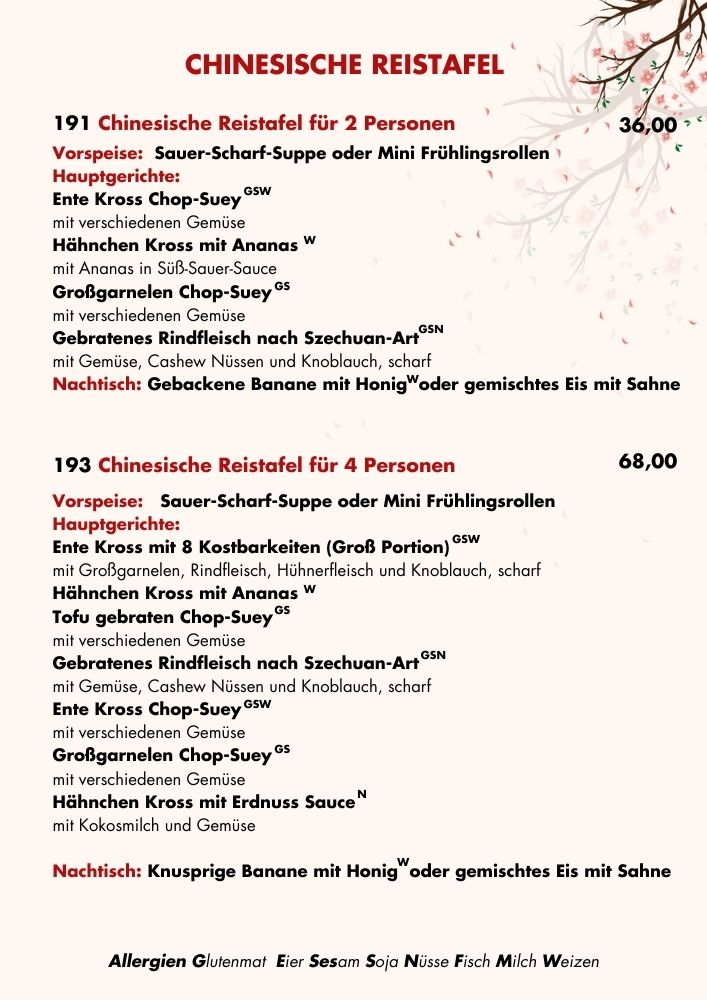 CHINESISCHE REISTAFEL
191 Chinesische Reistafel für 2 Personen 36,00
Vorspeise: Sauer-Scharf-Suppe oder Mini Frühlingsrollen
Hauptgerichte:
Ente Kross Chop-Suey GSW
mit verschiedenen Gemüse
Hähnchen Kross mit Ananas W
mit Ananas in Süß-Sauer-Sauce
Großgarnelen Chop-Suey GS
mit verschiedenen Gemüse
Gebratenes Rindfleisch nach Szechuan-Art GSN
mit Gemüse, Cashew Nüssen und Knoblauch, scharf
Nachtisch: Gebackene Banane mit Honig W oder gemischtes Eis mit Sahne
193 Chinesische Reistafel für 4 Personen 68,00
Vorspeise: Sauer-Scharf-Suppe oder Mini Frühlingsrollen
Hauptgerichte:
Ente Kross mit 8 Kostbarkeiten (Groß Portion) GSW
mit Großgarnelen, Rindfleisch, Hühnerfleisch und Knoblauch, scharf
Hähnchen Kross mit Ananas W
Tofu gebraten Chop-Suey GS
mit verschiedenen Gemüse
Gebratenes Rindfleisch nach Szechuan-Art GSN
mit Gemüse, Cashew Nüssen und Knoblauch, scharf
Ente Kross Chop-Suey GSW
mit verschiedenen Gemüse
Großgarnelen Chop-Suey GS
mit verschiedenen Gemüse
Hähnchen Kross mit Erdnuss Sauce N
mit Kokosmilch und Gemüse
Nachtisch: Knusprige Banane mit Honig W oder gemischtes Eis mit Sahne
Allergien Glutenmat Eier Sesam Soja Nüsse Fisch Milch Weizen